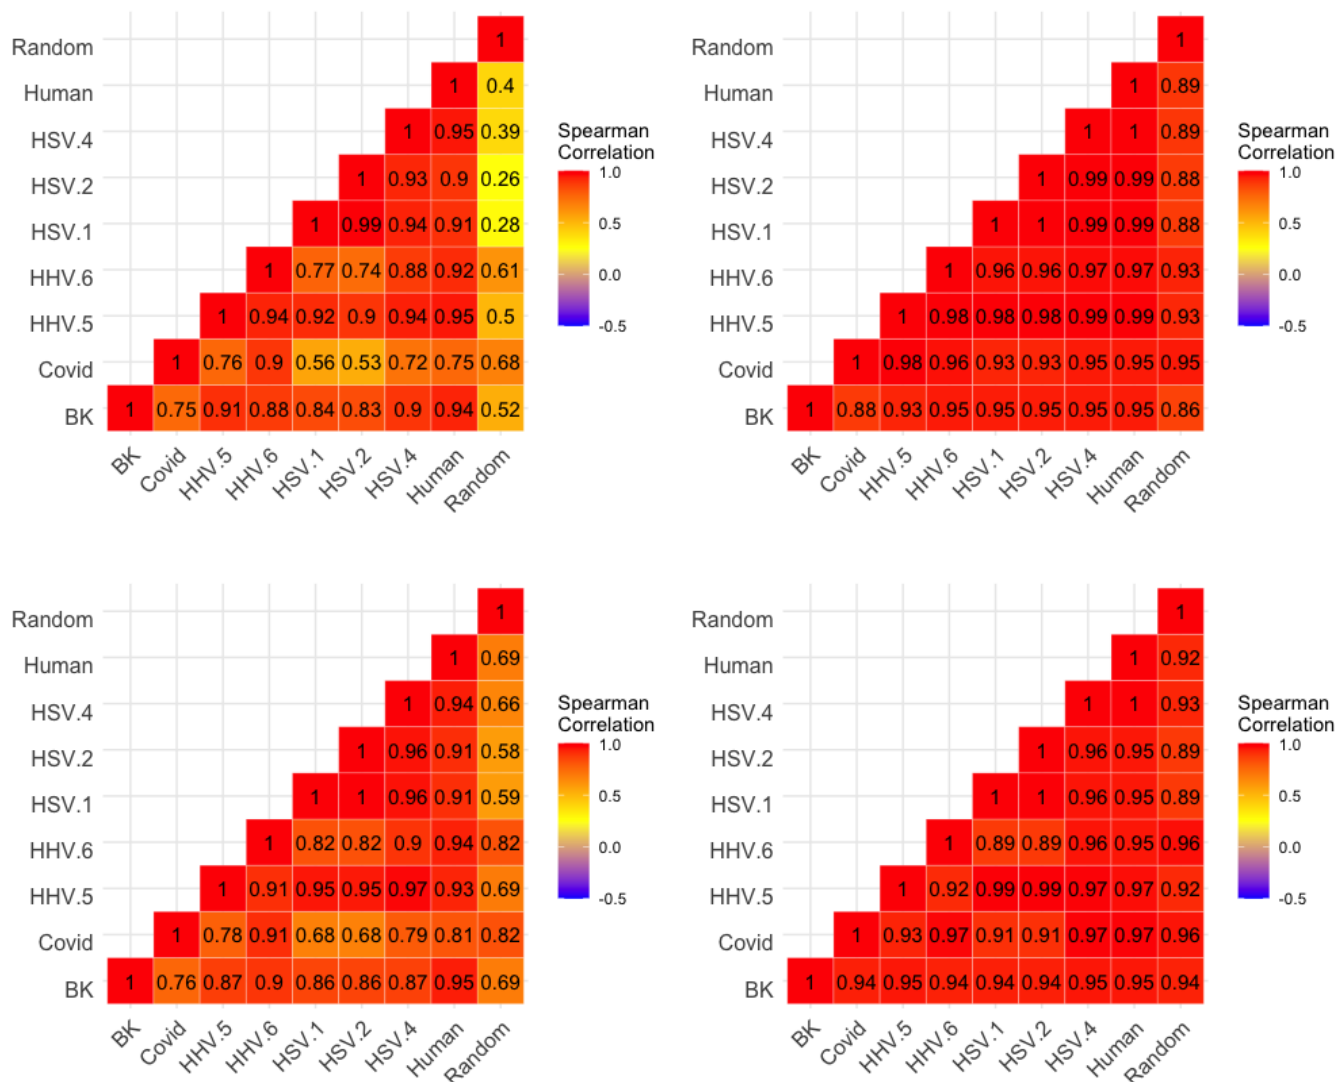 Random 1
Human 1 0.4
HSV.4 1 0.95 0.39
HSV.2 1 0.93 0.9 0.26
HSV.1 1 0.99 0.94 0.91 0.28
HHV.6 1 0.77 0.74 0.88 0.92 0.61
HHV.5 1 0.94 0.92 0.9 0.94 0.95 0.5
Covid 1 0.76 0.9 0.56 0.53 0.72 0.75 0.68
BK 1 0.75 0.91 0.88 0.84 0.83 0.9 0.94 0.52
BK Covid HHV.5 HHV.6 HSV.1 HSV.2 HSV.4 Human Random
Spearman
Correlation
1.0
0.5
0.0
-0.5
Random 1
Human 1 0.89
HSV.4 1 1 0.89
HSV.2 1 0.99 0.99 0.88
HSV.1 1 1 0.99 0.99 0.88
HHV.6 1 0.96 0.96 0.97 0.97 0.93
HHV.5 1 0.98 0.98 0.98 0.99 0.99 0.93
Covid 1 0.98 0.96 0.93 0.93 0.95 0.95 0.95
BK 1 0.88 0.93 0.95 0.95 0.95 0.95 0.95 0.86
BK Covid HHV.5 HHV.6 HSV.1 HSV.2 HSV.4 Human Random
Spearman
Correlation
1.0
0.5
0.0
-0.5
Random 1
Human 1 0.69
HSV.4 1 0.94 0.66
HSV.2 1 0.96 0.91 0.58
HSV.1 1 1 0.96 0.91 0.59
HHV.6 1 0.82 0.82 0.9 0.94 0.82
HHV.5 1 0.91 0.95 0.95 0.97 0.93 0.69
Covid 1 0.78 0.91 0.68 0.68 0.79 0.81 0.82
BK 1 0.76 0.87 0.9 0.86 0.86 0.87 0.95 0.69
BK Covid HHV.5 HHV.6 HSV.1 HSV.2 HSV.4 Human Random
Spearman
Correlation
1.0
0.5
0.0
-0.5
Random 1
Human 1 0.92
HSV.4 1 1 0.93
HSV.2 1 0.96 0.95 0.89
HSV.1 1 1 0.96 0.95 0.89
HHV.6 1 0.89 0.89 0.96 0.95 0.96
HHV.5 1 0.92 0.99 0.99 0.97 0.97 0.92
Covid 1 0.93 0.97 0.91 0.91 0.97 0.97 0.96
BK 1 0.94 0.95 0.94 0.94 0.94 0.95 0.95 0.94
BK Covid HHV.5 HHV.6 HSV.1 HSV.2 HSV.4 Human Random
Spearman
Correlation
1.0
0.5
0.0
-0.5